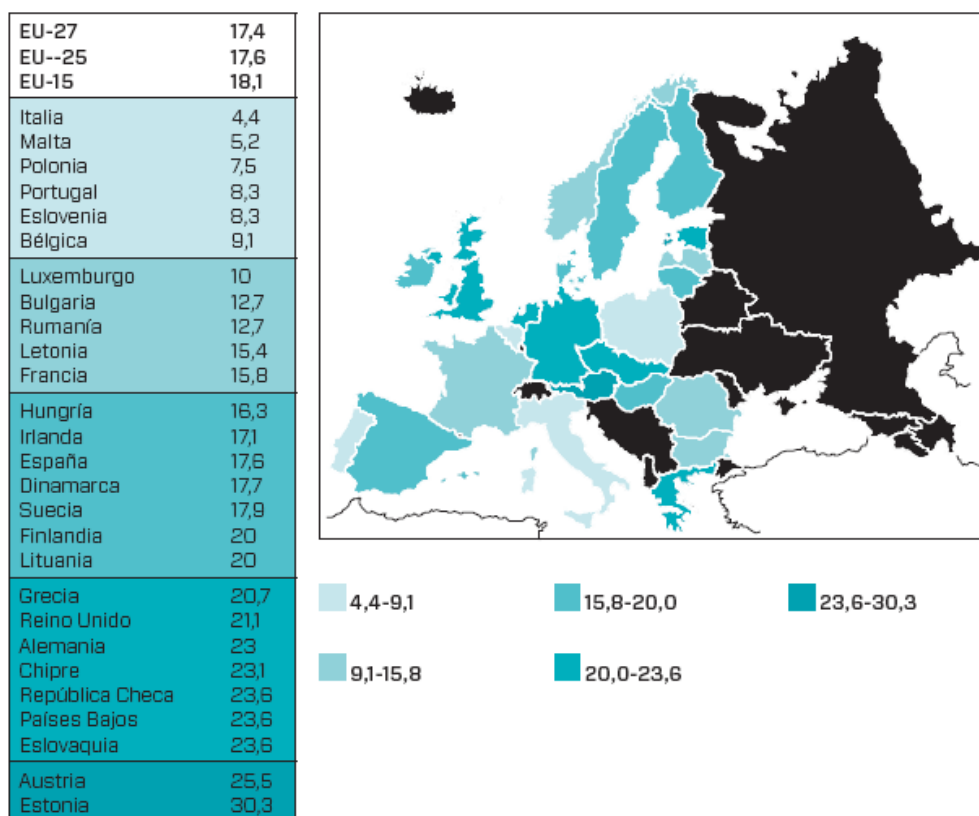 EU-27 17,4
EU--25 17,6
EU-15 18,1
Italia 4,4
Malta 5,2
Polonia 7,5
Portugal 8,3
Eslovenia 8,3
Bélgica 9,1
Luxemburgo 10
Bulgaria 12,7
Rumanía 12,7
Letonia 15,4
Francia 15,8
Hungría 16,3
Irlanda 17,1
España 17,6
Dinamarca 17,7
Suecia 17,9
Finlandia 20
Lituania 20
Grecia 20,7
Reino Unido 21,1
Alemania 23
Chipre 23,1
República Checa 23,6
Países Bajos 23,6
Eslovaquia 23,6
Austria 25,5
Estonia 30,3
4,4-9,1 15,8-20,0 23,6-30,3
9,1-15,8 20,0-23,6